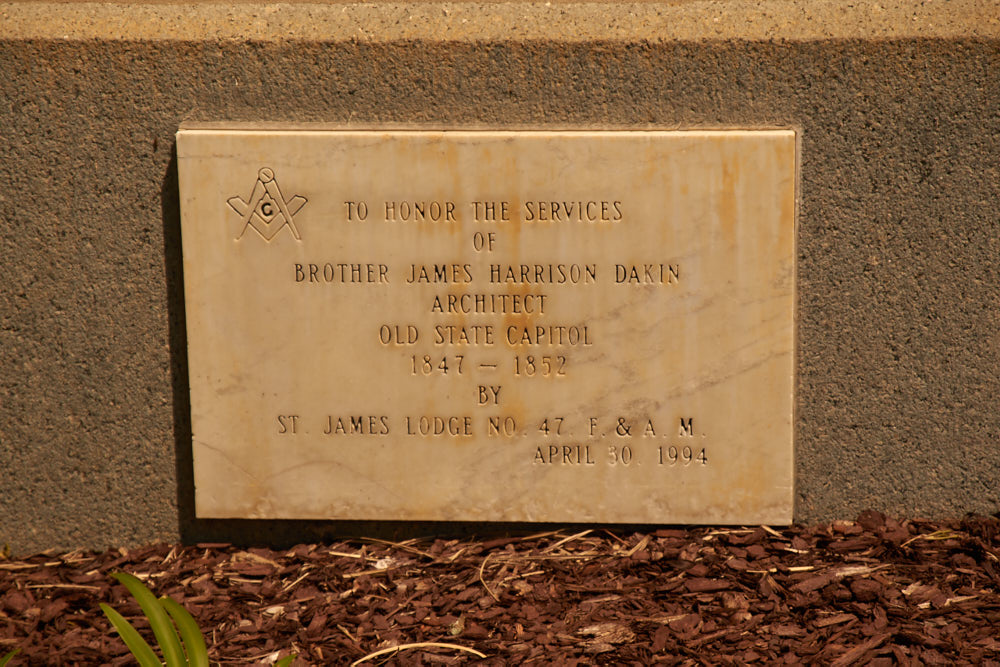 G
TO HONOR THE SERVICES
OF
BROTHER JAMES HARRISON DAKIN
ARCHITECT
OLD STATE CAPITOL
1847 — 1852
BY
ST. JAMES LODGE NO. 47. F. & A. M.
APRIL 30, 1994